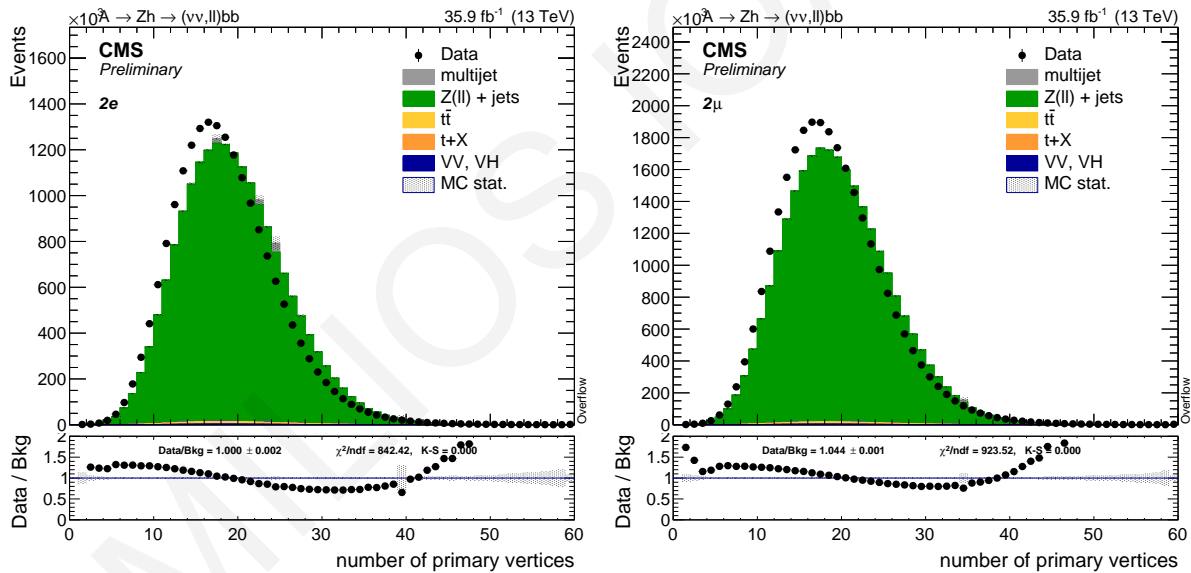 ×10³A → Zh → (νν,ll)bb 35.9 fb⁻¹ (13 TeV)
Events
CMS
Preliminary
2e
Data
multijet
Z(ll) + jets
tt̄
t+X
VV, VH
MC stat.
1600
1400
1200
1000
800
600
400
200
0
Overflow
Data / Bkg
2
1.5
1
0.5
0
Data/Bkg = 1.000 ± 0.002 χ²/ndf = 842.42, K-S = 0.000
0 10 20 30 40 50 60
number of primary vertices
×10³A → Zh → (νν,ll)bb 35.9 fb⁻¹ (13 TeV)
Events
CMS
Preliminary
2μ
Data
multijet
Z(ll) + jets
tt̄
t+X
VV, VH
MC stat.
2400
2200
2000
1800
1600
1400
1200
1000
800
600
400
200
0
Overflow
Data / Bkg
2
1.5
1
0.5
0
Data/Bkg = 1.044 ± 0.001 χ²/ndf = 923.52, K-S = 0.000
0 10 20 30 40 50 60
number of primary vertices